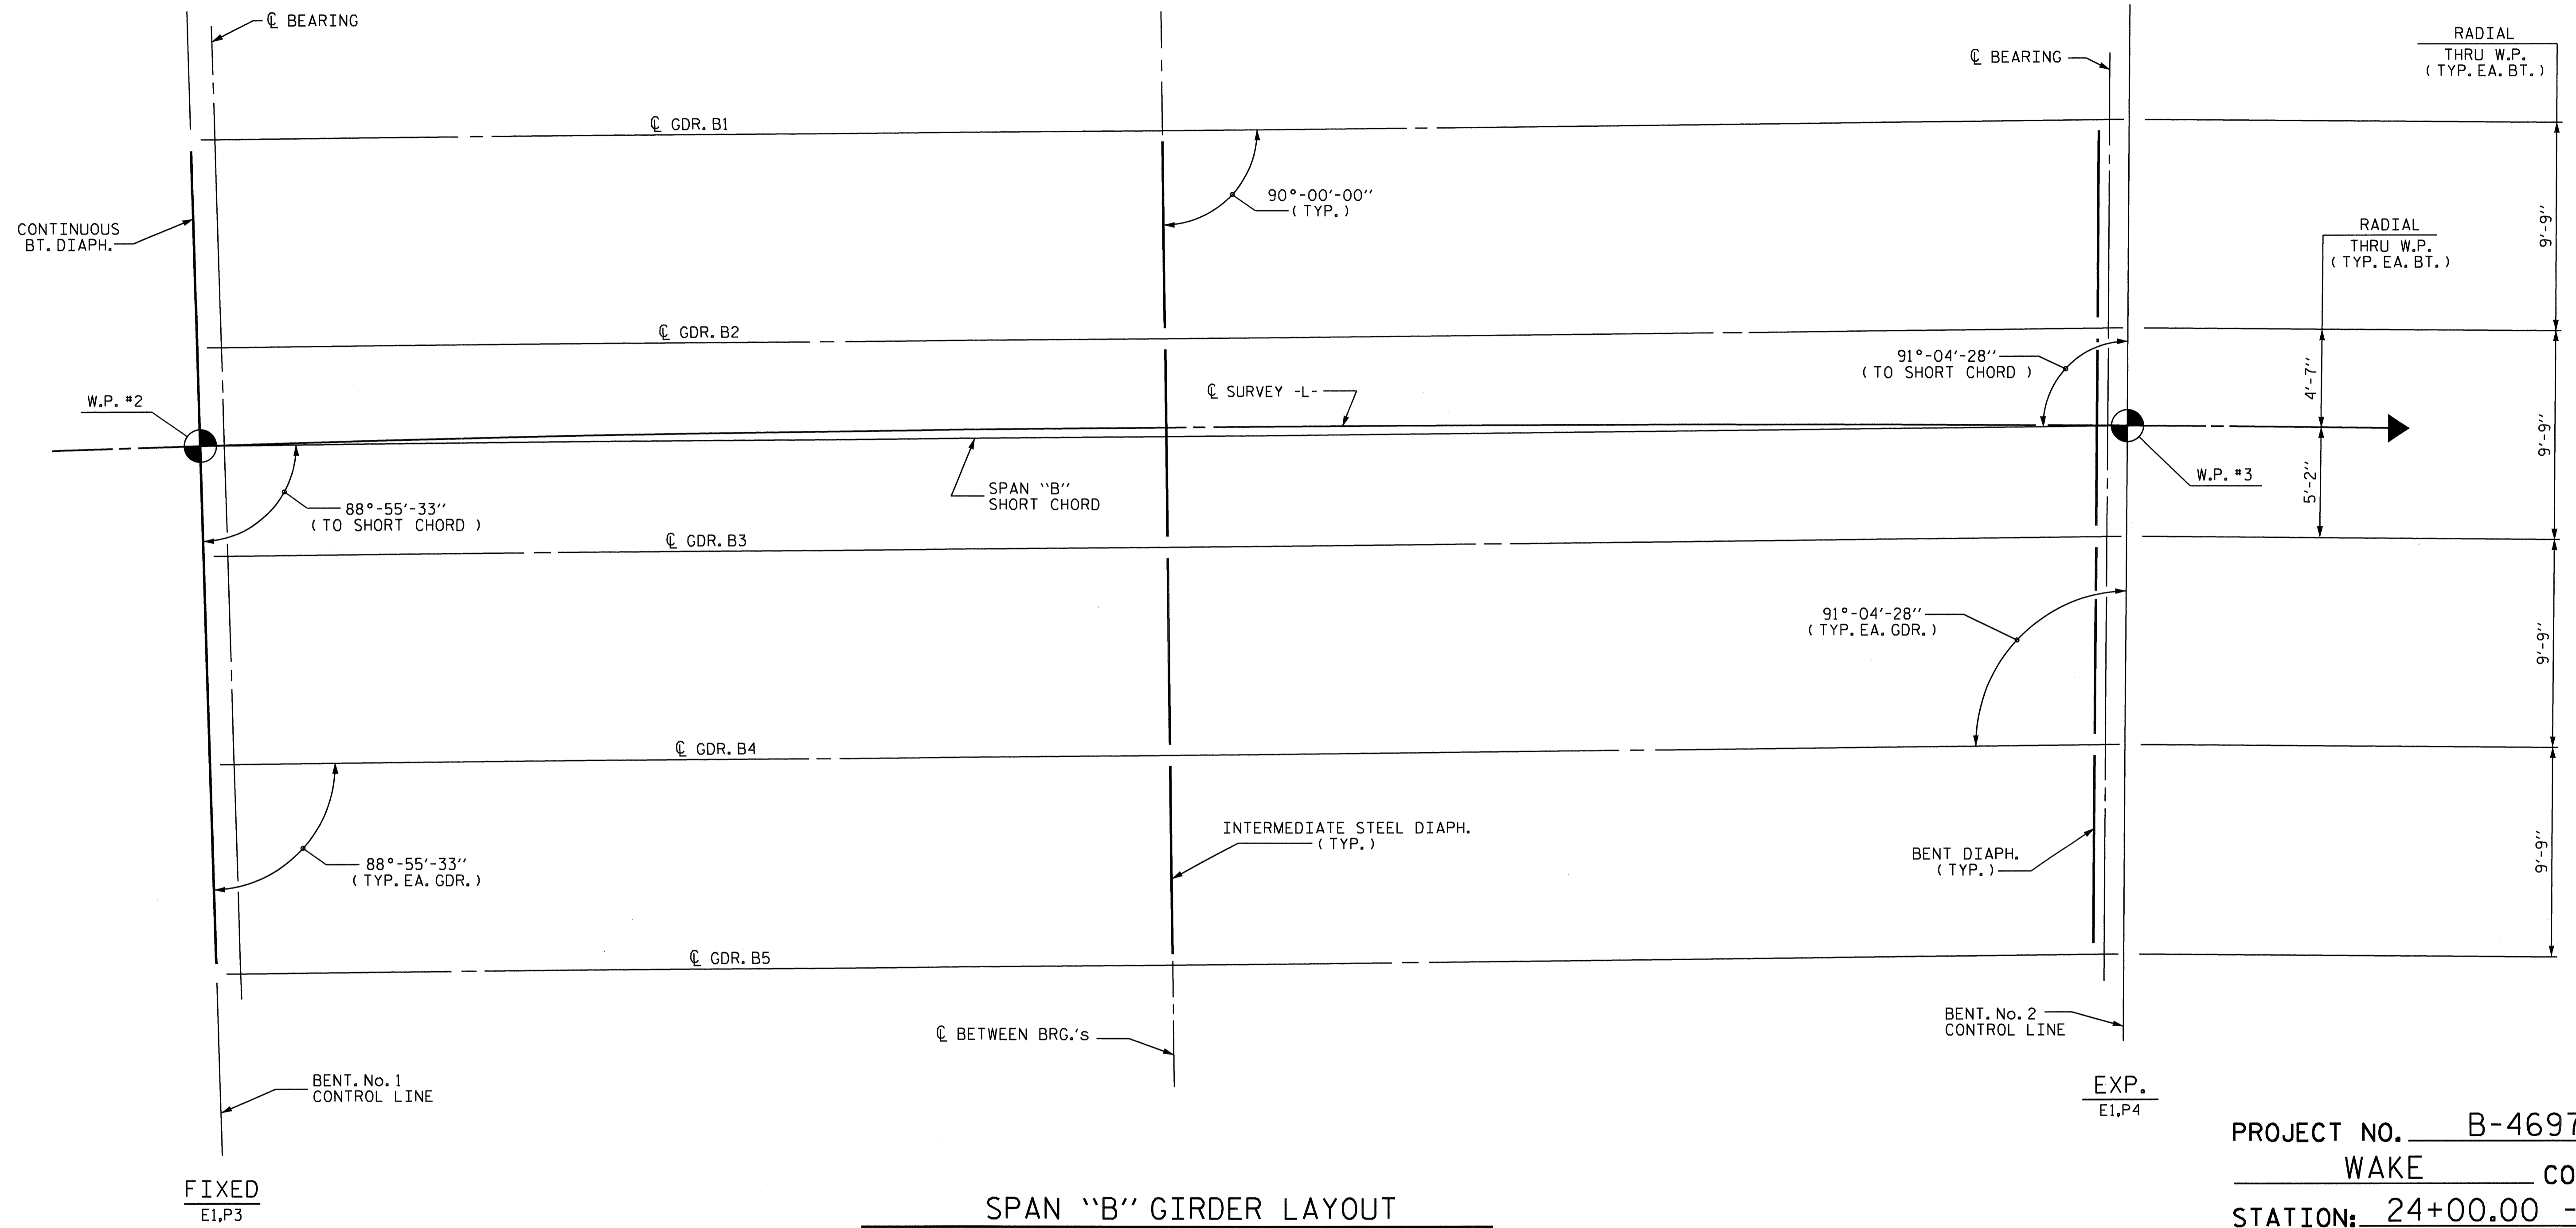 ℄ BEARING
℄ BEARING
RADIAL
THRU W.P.
(TYP. EA. BT.)
℄ GDR. B1
90°-00'-00''
(TYP.)
CONTINUOUS
BT. DIAPH.
9'-9''
RADIAL
THRU W.P.
(TYP. EA. BT.)
℄ GDR. B2
91°-04'-28''
(TO SHORT CHORD)
℄ SURVEY -L-
W.P. #2
4'-7''
9'-9''
W.P. #3
5'-2''
SPAN ''B''
SHORT CHORD
88°-55'-33''
(TO SHORT CHORD)
℄ GDR. B3
91°-04'-28''
(TYP. EA. GDR.)
9'-9''
℄ GDR. B4
INTERMEDIATE STEEL DIAPH.
(TYP.)
88°-55'-33''
(TYP. EA. GDR.)
BENT DIAPH.
(TYP.)
9'-9''
℄ GDR. B5
℄ BETWEEN BRG.'s
BENT. No. 2
CONTROL LINE
BENT. No. 1
CONTROL LINE
EXP.
E1,P4
FIXED
E1,P3
SPAN ''B'' GIRDER LAYOUT
PROJECT NO. B-4697
WAKE CO
STATION: 24+00.00 -